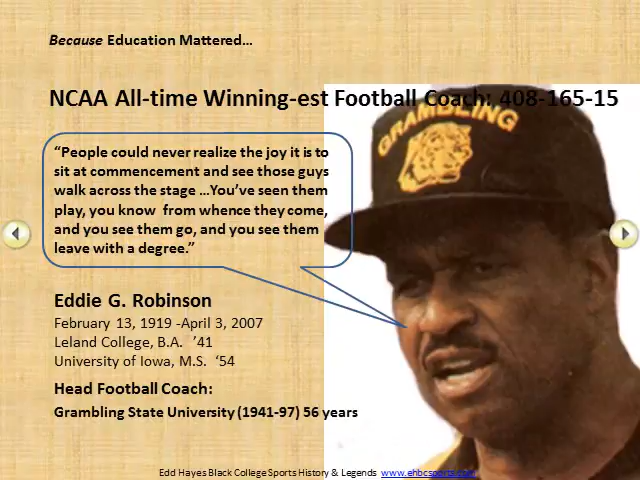 Because Education Mattered...
NCAA All-time Winning-est Football Coach: 408-165-15
GRAMBLING
“People could never realize the joy it is to
sit at commencement and see those guys
walk across the stage ...You’ve seen them
play, you know from whence they come,
and you see them go, and you see them
leave with a degree.”
Eddie G. Robinson
February 13, 1919 -April 3, 2007
Leland College, B.A. ’41
University of Iowa, M.S. ‘54
Head Football Coach:
Grambling State University (1941-97) 56 years
Edd Hayes Black College Sports History & Legends www.ehbcsports.com